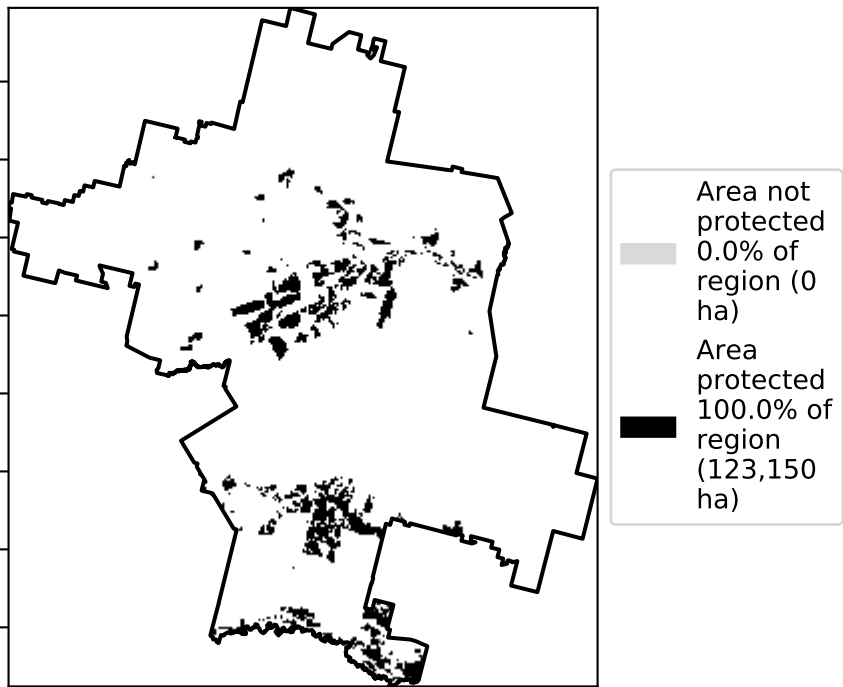 Area not
protected
0.0% of
region (0
ha)
Area
protected
100.0% of
region
(123,150
ha)